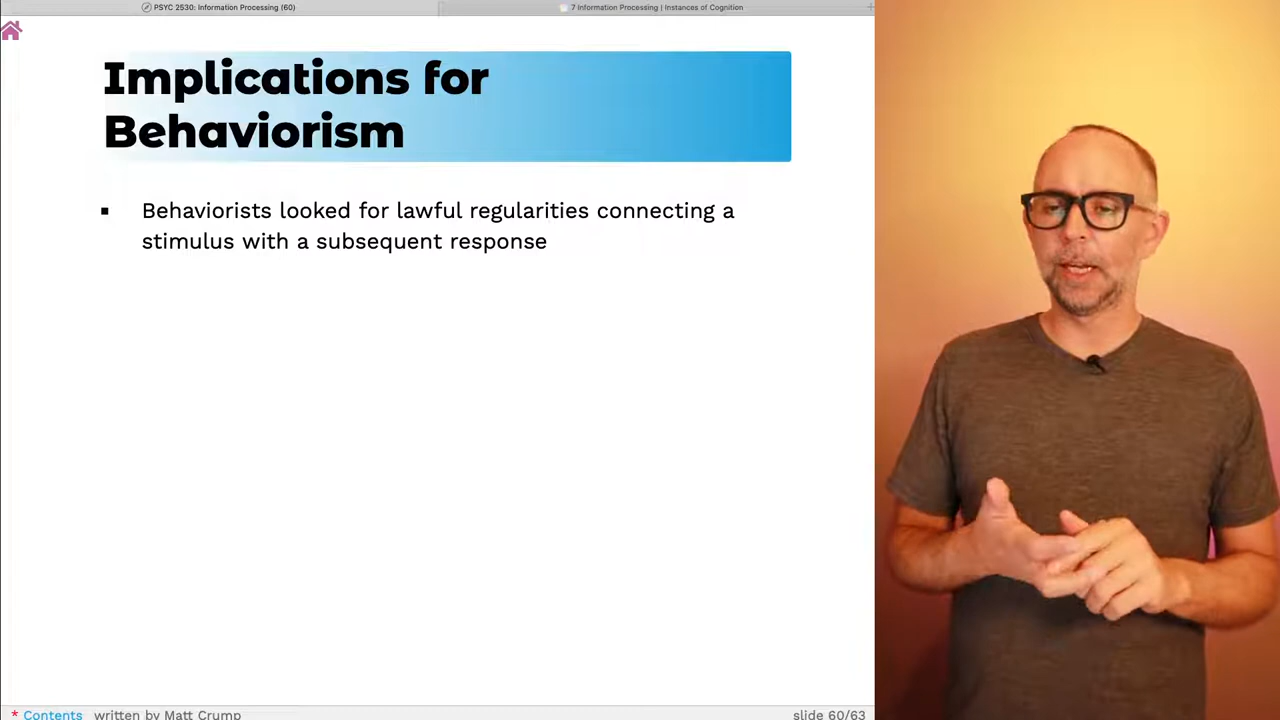 PSYC 2530: Information Processing (60)
7 Information Processing | Instances of Cognition
Implications for
Behaviorism
▪ Behaviorists looked for lawful regularities connecting a
stimulus with a subsequent response
* Contents written by Matt Crump
slide 60/63